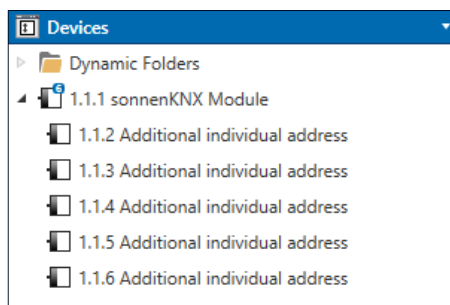 Devices
Dynamic Folders
6
1.1.1 sonnenKNX Module
1.1.2 Additional individual address
1.1.3 Additional individual address
1.1.4 Additional individual address
1.1.5 Additional individual address
1.1.6 Additional individual address